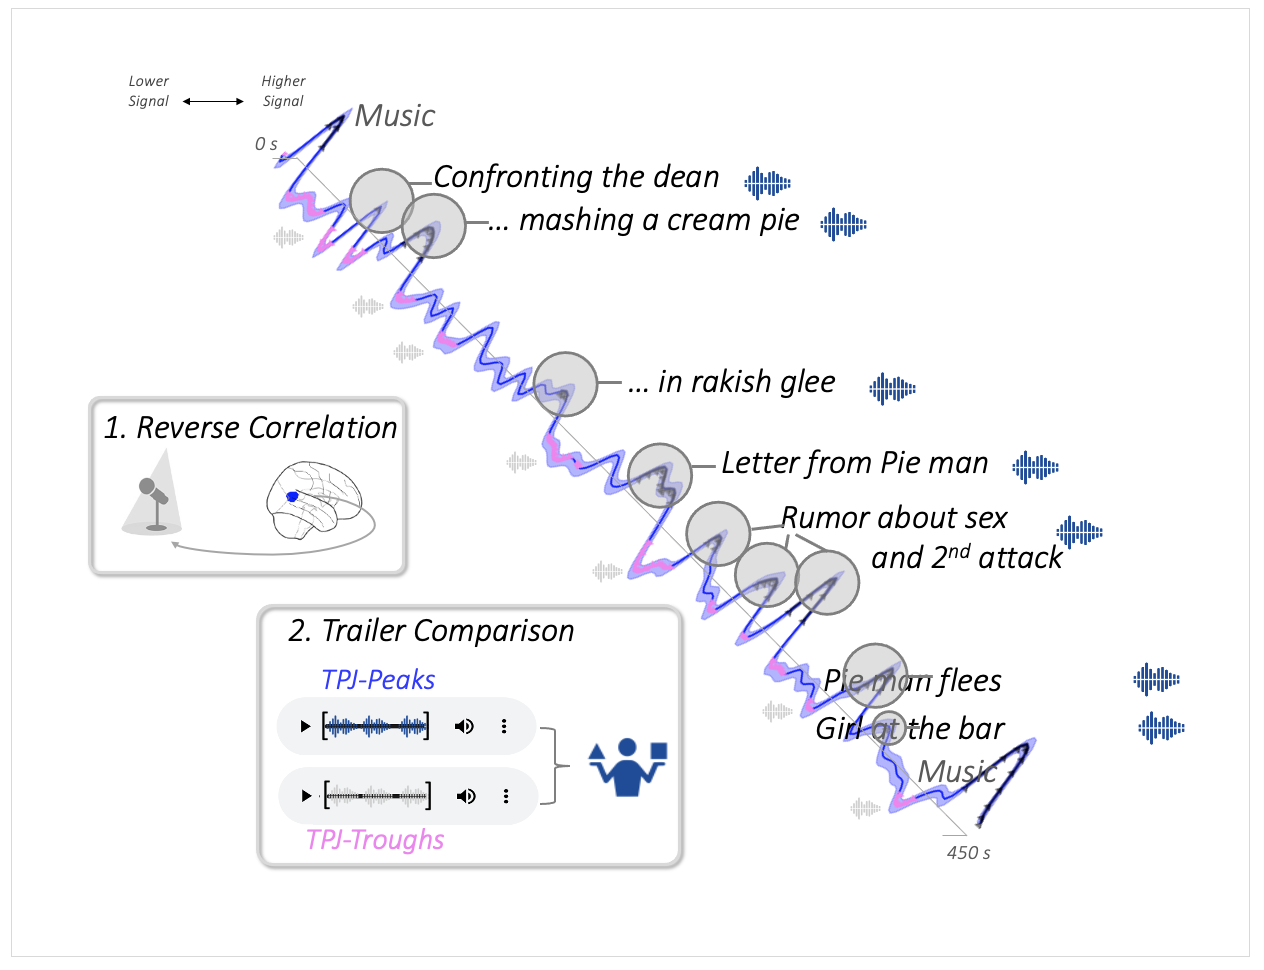 Lower
Signal
Higher
Signal
Music
0 s
Confronting the dean
... mashing a cream pie
... in rakish glee
1. Reverse Correlation
Letter from Pie man
Rumor about sex
and 2nd attack
2. Trailer Comparison
TPJ-Peaks
Pie man flees
Girl at the bar
Music
TPJ-Troughs
450 s